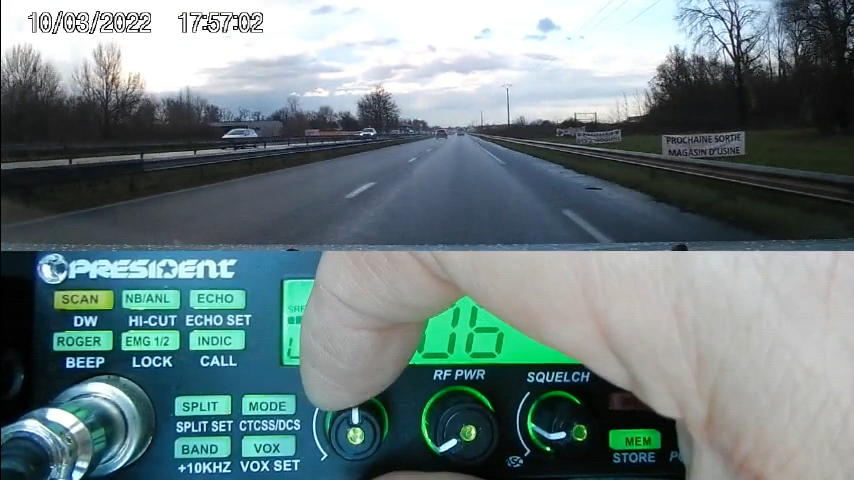 10/03/2022 17:57:02
PROCHAINE SORTIE
MAGASIN D'USINE
PRESIDENT
SCAN NB/ANL ECHO
DW HI-CUT ECHO SET
ROGER EMG 1/2 INDIC
BEEP LOCK CALL
06
RF PWR SQUELCH
SPLIT MODE
SPLIT SET CTCSS/DCS
BAND VOX
+10KHZ VOX SET
ASC
MEM
STORE